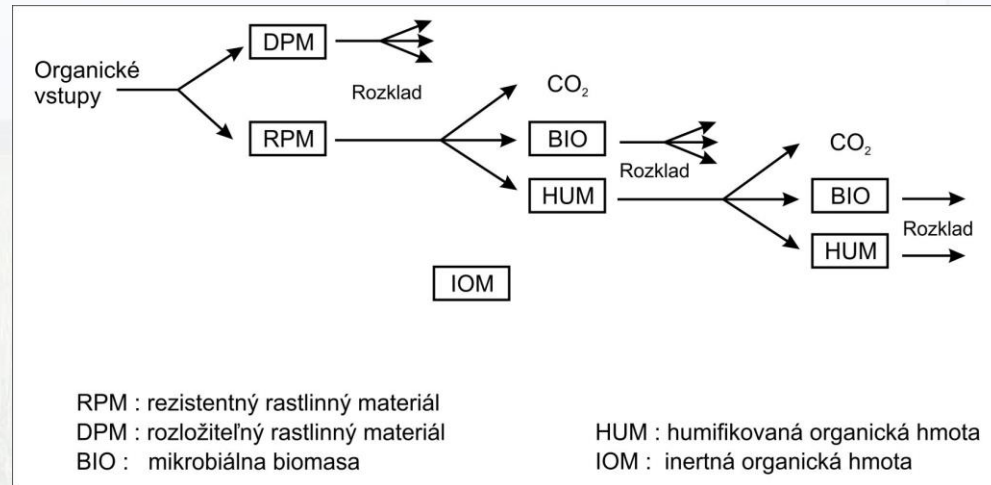 Organické
vstupy
DPM
RPM
Rozklad
CO₂
BIO
HUM
Rozklad
CO₂
BIO
HUM
Rozklad
IOM
RPM : rezistentný rastlinný materiál
DPM : rozložiteľný rastlinný materiál
BIO : mikrobiálna biomasa
HUM : humifikovaná organická hmota
IOM : inertná organická hmota